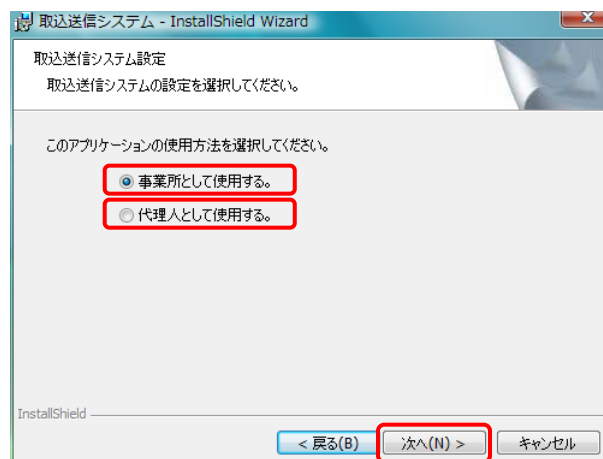 取込送信システム - InstallShield Wizard
取込送信システム設定
取込送信システムの設定を選択してください。
このアプリケーションの使用方法を選択してください。
事業所として使用する。
代理人として使用する。
InstallShield
< 戻る(B)
次へ(N) >
キャンセル